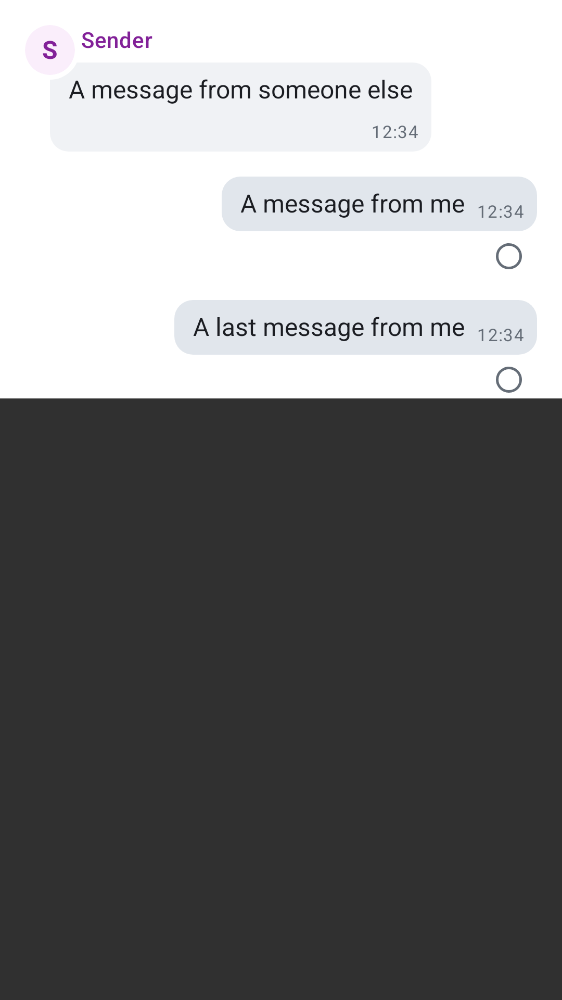 S
Sender
A message from someone else
12:34
A message from me 12:34
A last message from me 12:34